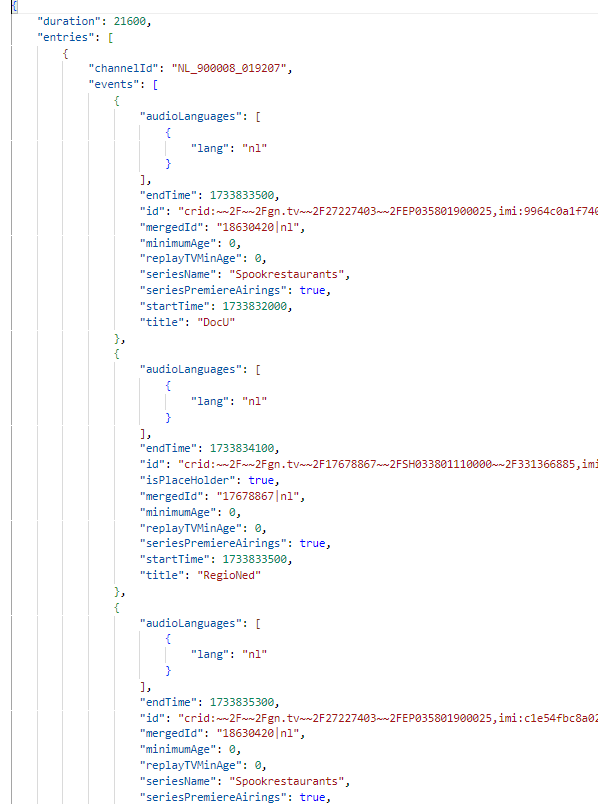 {
"duration": 21600,
"entries": [
{
"channelId": "NL_900008_019207",
"events": [
{
"audioLanguages": [
{
"lang": "nl"
}
],
"endTime": 1733833500,
"id": "crid:~~2F~~2Fgn.tv~~2F27227403~~2FEP035801900025,imi:9964c0a1f740
"mergedId": "18630420|nl",
"minimumAge": 0,
"replayTVMinAge": 0,
"seriesName": "Spookrestaurants",
"seriesPremiereAirings": true,
"startTime": 1733832000,
"title": "DocU"
},
{
"audioLanguages": [
{
"lang": "nl"
}
],
"endTime": 1733834100,
"id": "crid:~~2F~~2Fgn.tv~~2F17678867~~2FSH033801110000~~2F331366885,imi
"isPlaceHolder": true,
"mergedId": "17678867|nl",
"minimumAge": 0,
"replayTVMinAge": 0,
"seriesPremiereAirings": true,
"startTime": 1733833500,
"title": "RegioNed"
},
{
"audioLanguages": [
{
"lang": "nl"
}
],
"endTime": 1733835300,
"id": "crid:~~2F~~2Fgn.tv~~2F27227403~~2FEP035801900025,imi:c1e54fbc8a02
"mergedId": "18630420|nl",
"minimumAge": 0,
"replayTVMinAge": 0,
"seriesName": "Spookrestaurants",
"seriesPremiereAirings": true,